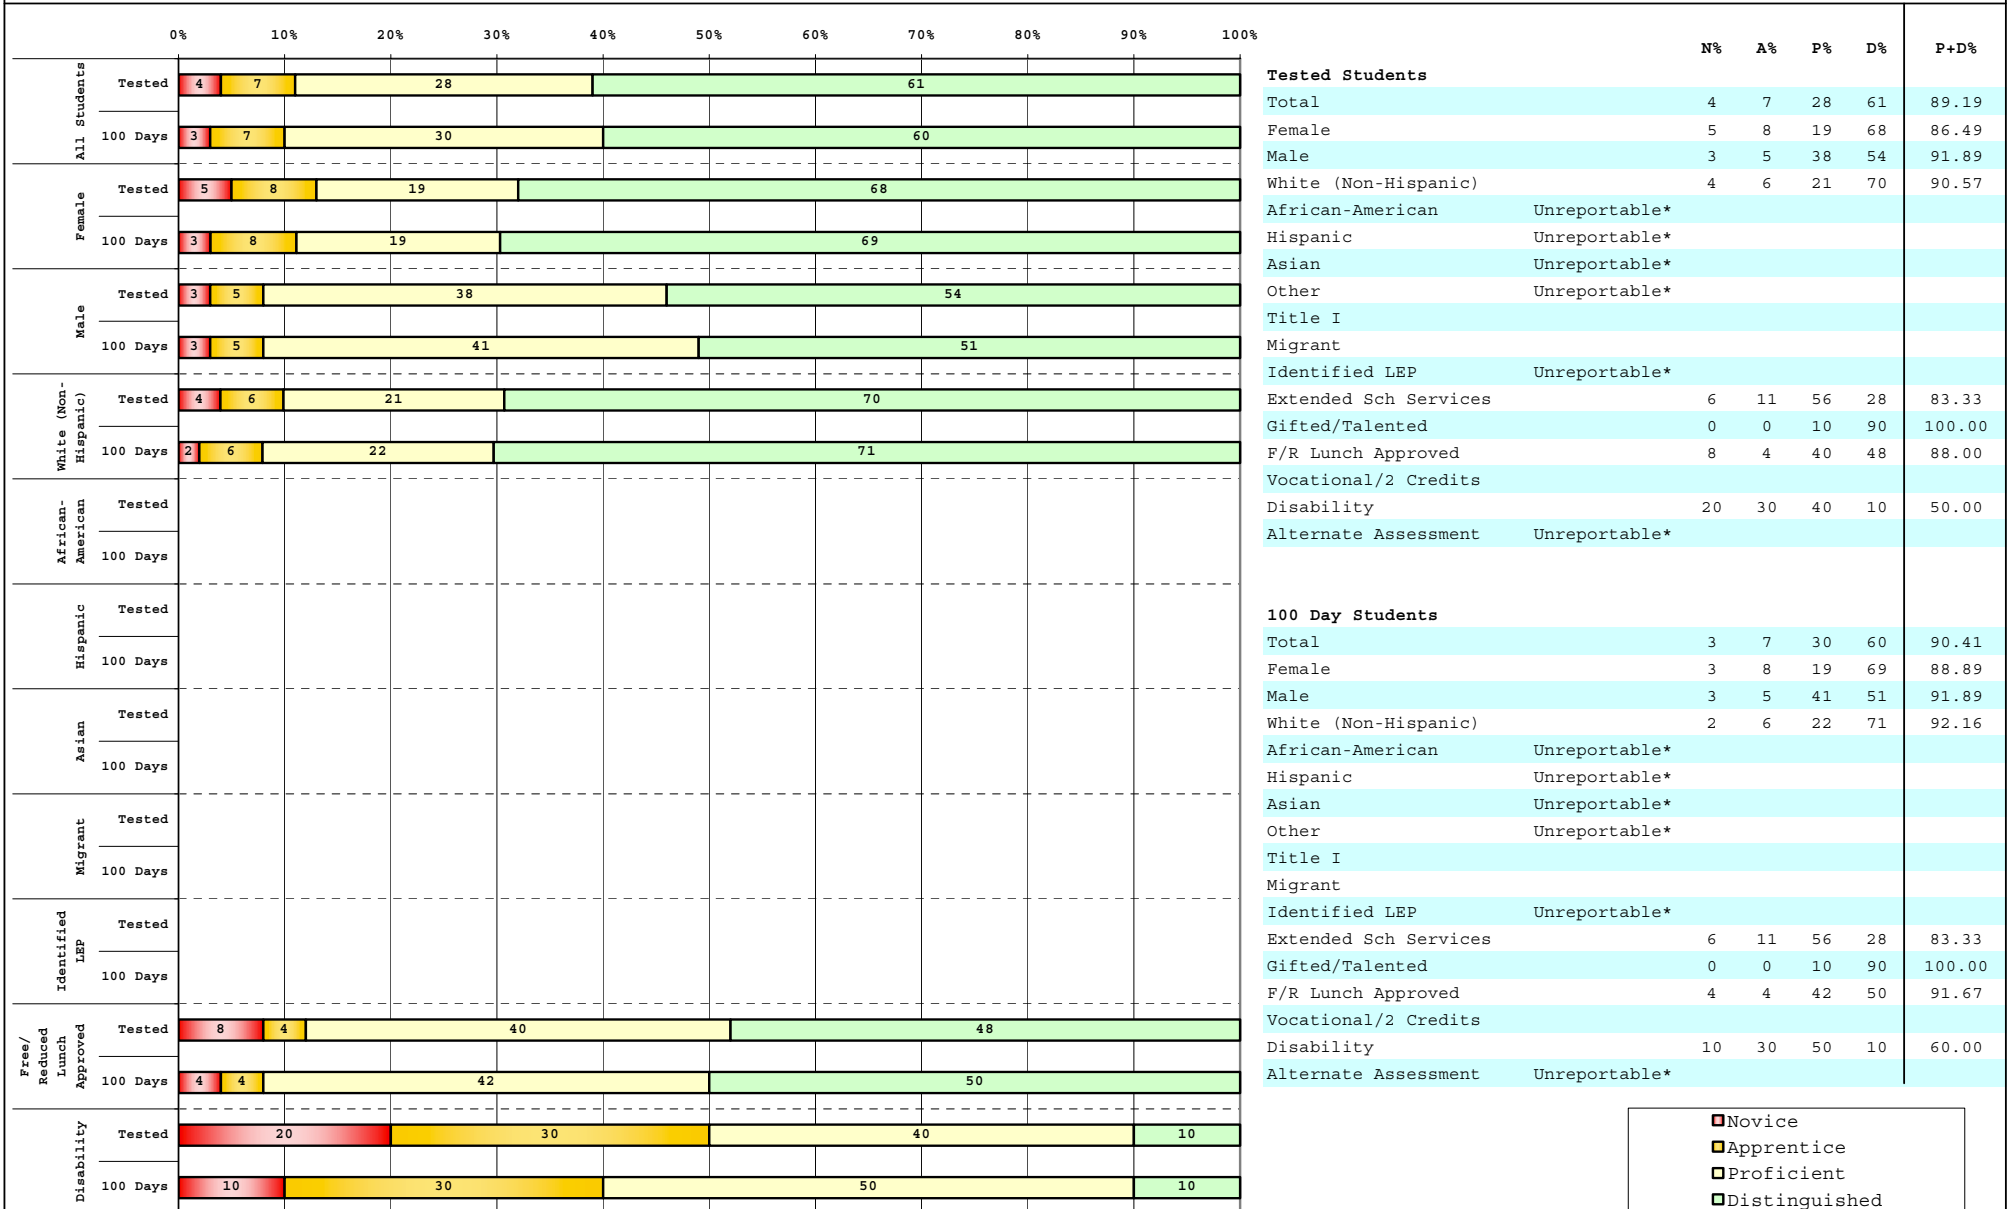 0% 10% 20% 30% 40% 50% 60% 70% 80% 90% 100%
All Students
Tested 4 7 28 61
100 Days 3 7 30 60
Female
Tested 5 8 19 68
100 Days 3 8 19 69
Male
Tested 3 5 38 54
100 Days 3 5 41 51
White (Non-
Hispanic)
Tested 4 6 21 70
100 Days 2 6 22 71
African-
American
Tested
100 Days
Hispanic
Tested
100 Days
Asian
Tested
100 Days
Migrant
Tested
100 Days
Identified
LEP
Tested
100 Days
Free/
Reduced
Lunch
Approved
Tested 8 4 40 48
100 Days 4 4 42 50
Disability
Tested 20 30 40 10
100 Days 10 30 50 10
N% A% P% D% P+D%
Tested Students
Total 4 7 28 61 89.19
Female 5 8 19 68 86.49
Male 3 5 38 54 91.89
White (Non-Hispanic) 4 6 21 70 90.57
African-American Unreportable*
Hispanic Unreportable*
Asian Unreportable*
Other Unreportable*
Title I
Migrant
Identified LEP Unreportable*
Extended Sch Services 6 11 56 28 83.33
Gifted/Talented 0 0 10 90 100.00
F/R Lunch Approved 8 4 40 48 88.00
Vocational/2 Credits
Disability 20 30 40 10 50.00
Alternate Assessment Unreportable*
100 Day Students
Total 3 7 30 60 90.41
Female 3 8 19 69 88.89
Male 3 5 41 51 91.89
White (Non-Hispanic) 2 6 22 71 92.16
African-American Unreportable*
Hispanic Unreportable*
Asian Unreportable*
Other Unreportable*
Title I
Migrant
Identified LEP Unreportable*
Extended Sch Services 6 11 56 28 83.33
Gifted/Talented 0 0 10 90 100.00
F/R Lunch Approved 4 4 42 50 91.67
Vocational/2 Credits
Disability 10 30 50 10 60.00
Alternate Assessment Unreportable*
Novice
Apprentice
Proficient
Distinguished